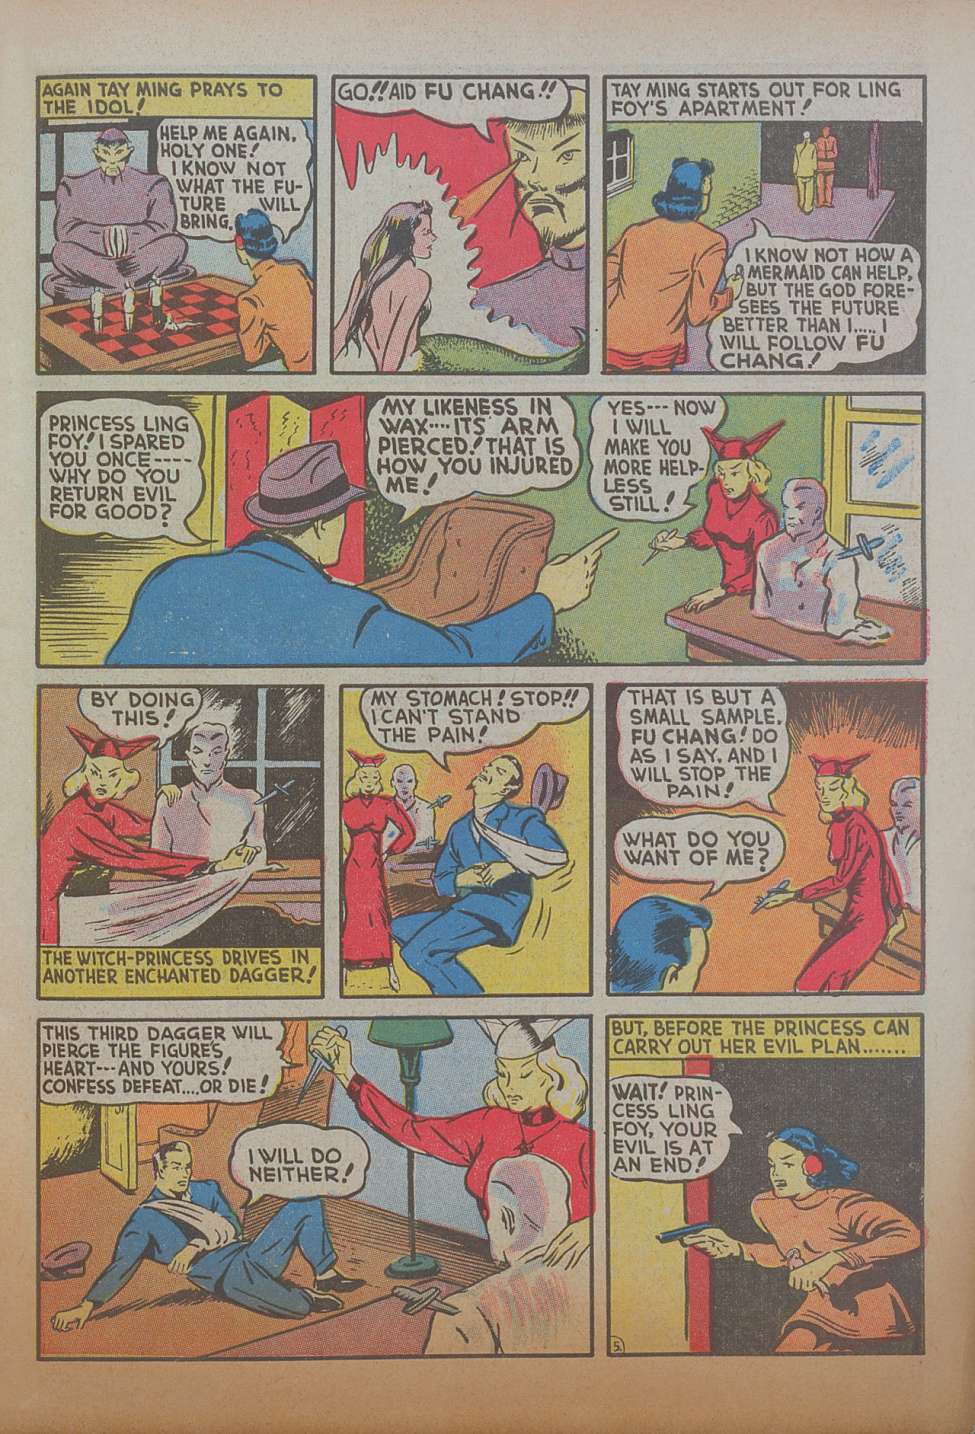 AGAIN TAY MING PRAYS TO
THE IDOL!
HELP ME AGAIN,
HOLY ONE!
I KNOW NOT
WHAT THE FU-
TURE WILL
BRING.
GO!! AID FU CHANG!!
TAY MING STARTS OUT FOR LING
FOY'S APARTMENT!
I KNOW NOT HOW A
MERMAID CAN HELP,
BUT THE GOD FORE-
SEES THE FUTURE
BETTER THAN I.... I
WILL FOLLOW FU
CHANG!
PRINCESS LING
FOY! I SPARED
YOU ONCE-----
WHY DO YOU
RETURN EVIL
FOR GOOD?
MY LIKENESS IN
WAX....ITS ARM
PIERCED! THAT IS
HOW YOU INJURED
ME!
YES--- NOW
I WILL
MAKE YOU
MORE HELP-
LESS
STILL!
BY DOING
THIS!
THE WITCH-PRINCESS DRIVES IN
ANOTHER ENCHANTED DAGGER!
MY STOMACH! STOP!!
I CAN'T STAND
THE PAIN!
THAT IS BUT A
SMALL SAMPLE,
FU CHANG! DO
AS I SAY, AND I
WILL STOP THE
PAIN!
WHAT DO YOU
WANT OF ME?
THIS THIRD DAGGER WILL
PIERCE THE FIGURE'S
HEART---AND YOURS!
CONFESS DEFEAT....OR DIE!
I WILL DO
NEITHER!
BUT, BEFORE THE PRINCESS CAN
CARRY OUT HER EVIL PLAN.......
WAIT! PRIN-
CESS LING
FOY, YOUR
EVIL IS AT
AN END!
5.